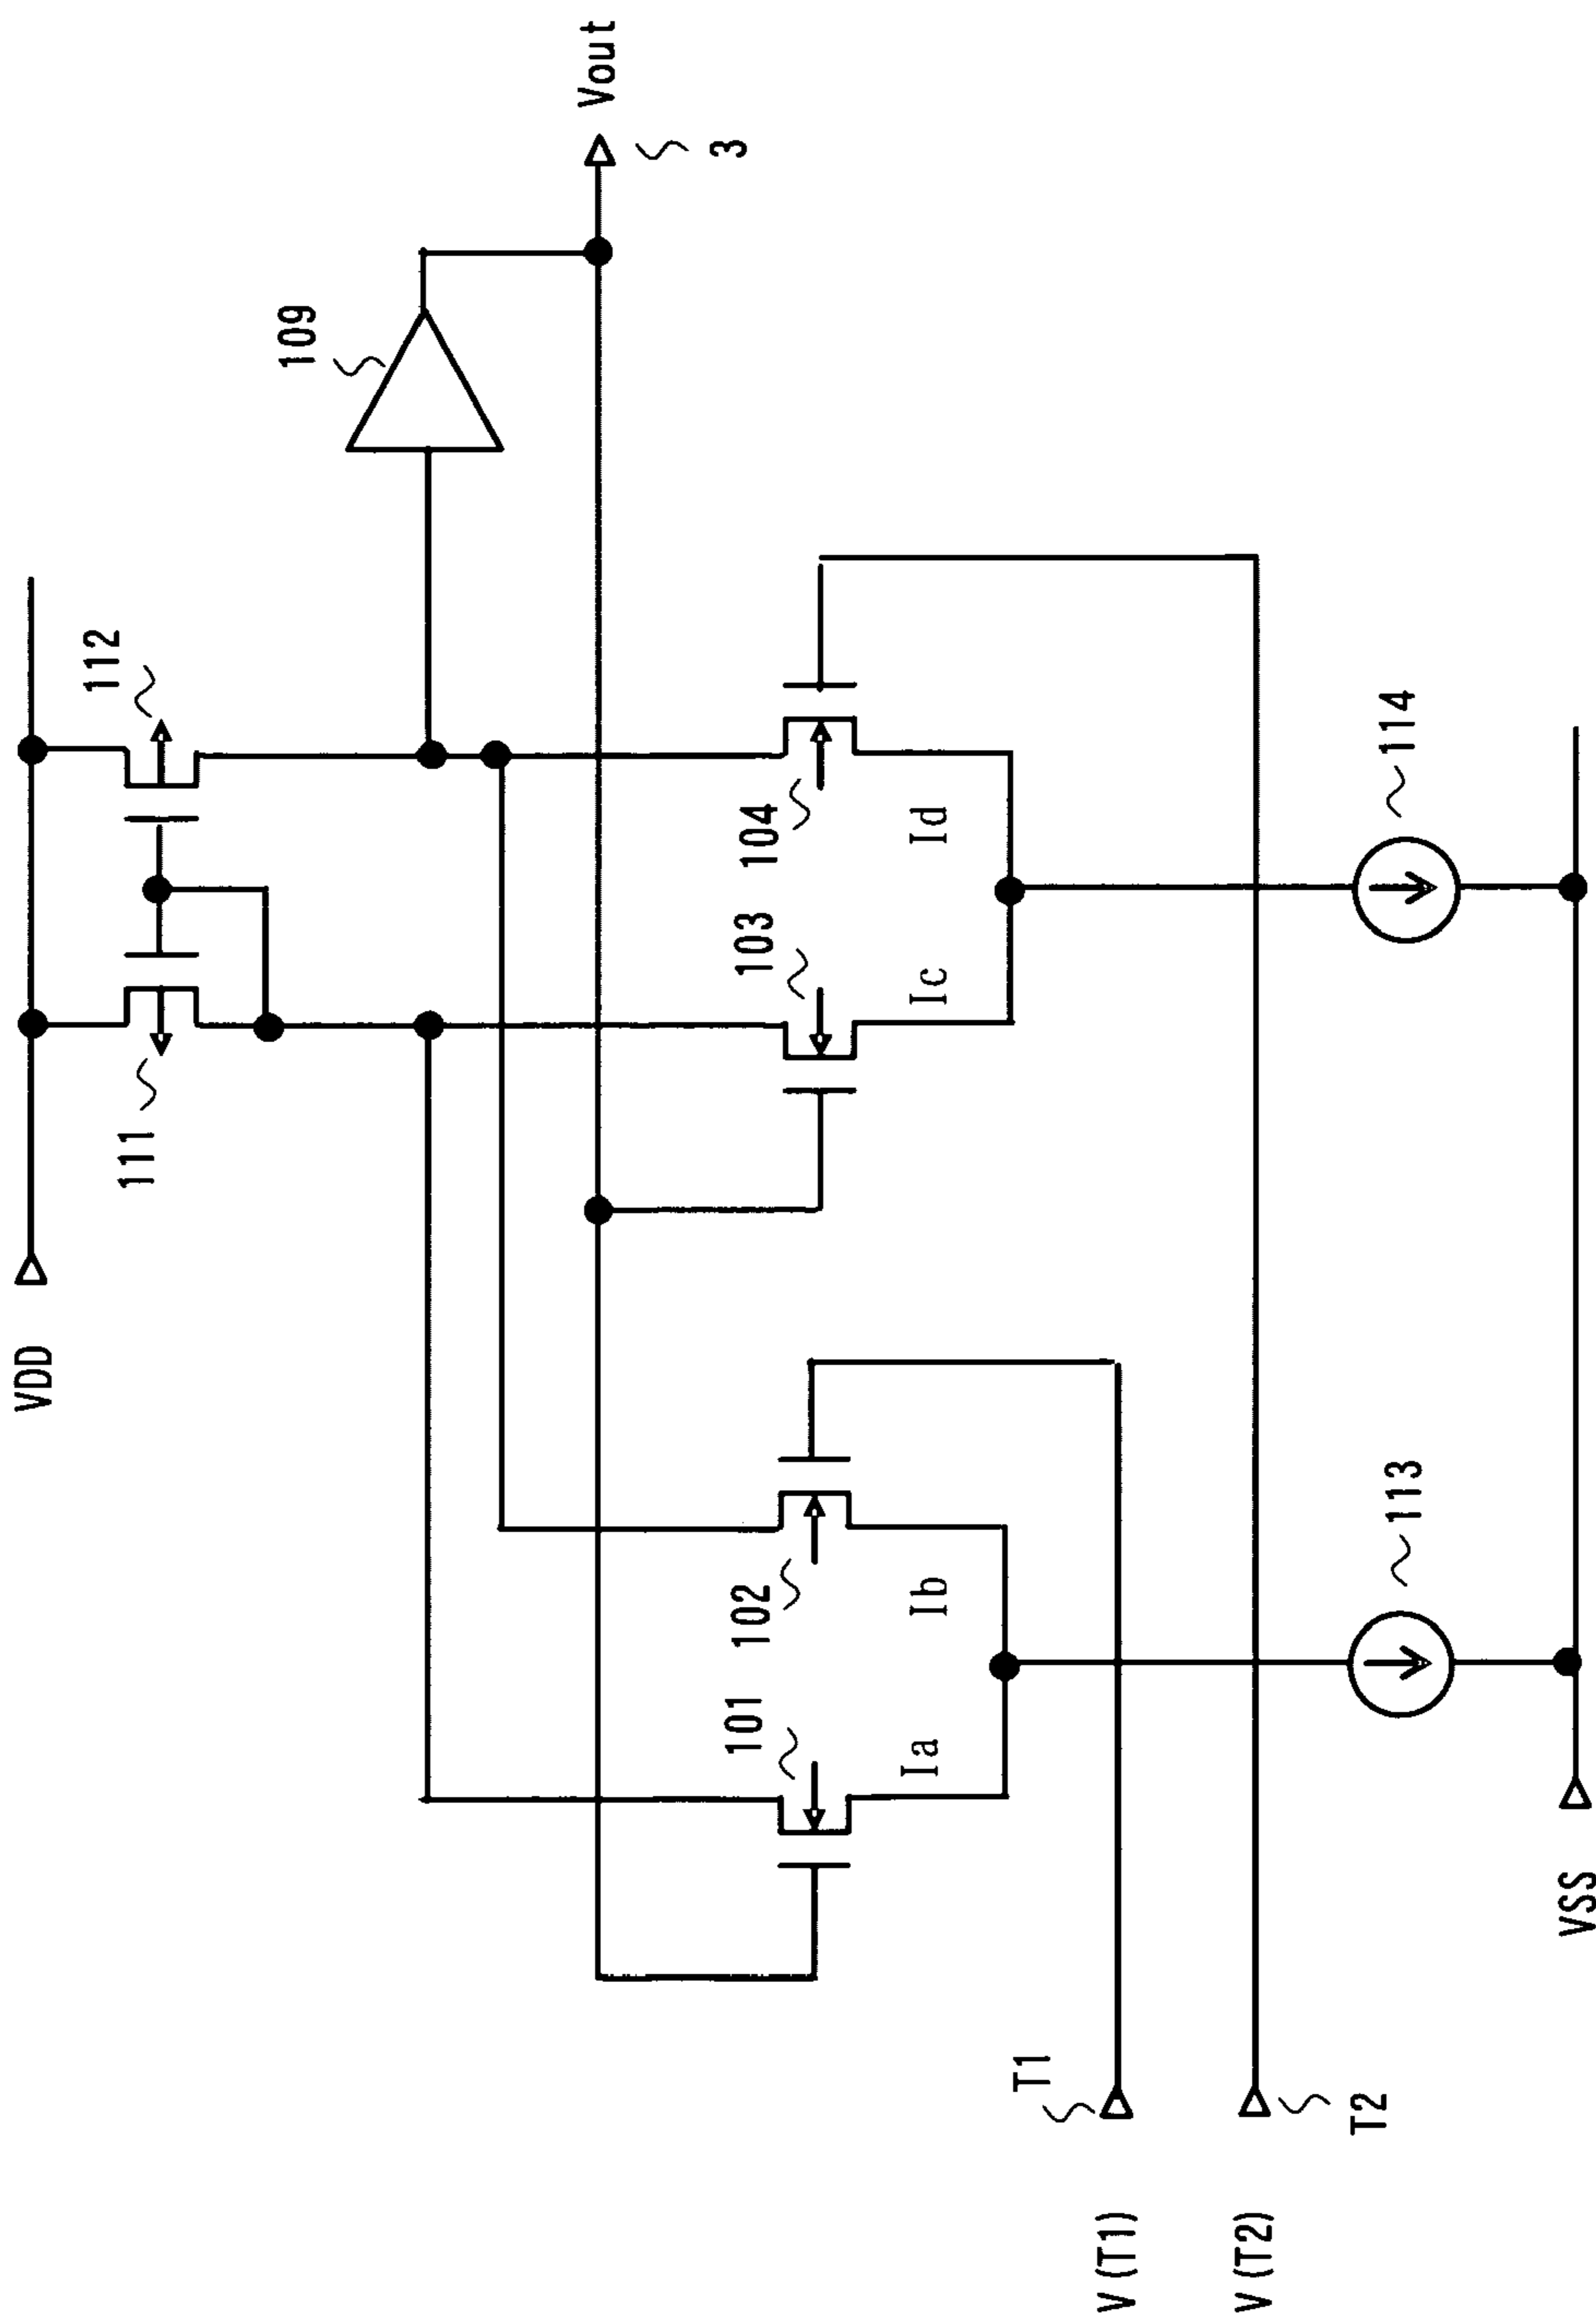 VDD
111
112
109
Vout
3
101
102
103
104
Ia
Ib
Ic
Id
T1
V (T1)
V (T2)
T2
113
114
VSS